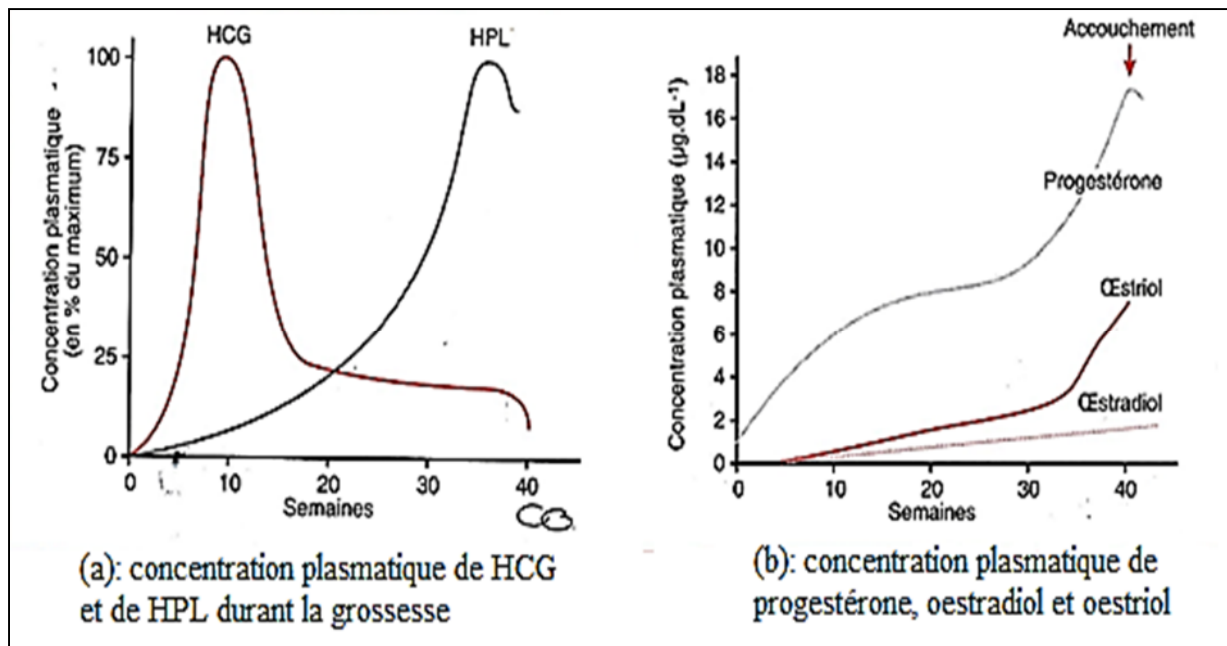 HCG
HPL
100
75
50
25
0
Concentration plasmatique
(en % du maximum)
0
10
20
30
40
Semaines
(a): concentration plasmatique de HCG
et de HPL durant la grossesse
Accouchement
18
16
14
12
10
8
6
4
2
0
Concentration plasmatique (µg.dL⁻¹)
Progestérone
Œstriol
Œstradiol
0
10
20
30
40
Semaines
(b): concentration plasmatique de
progestérone, oestradiol et oestriol